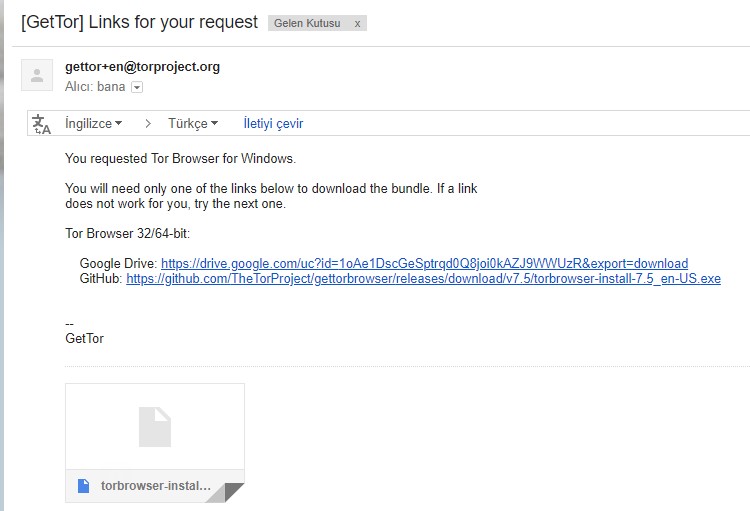 [GetTor] Links for your request Gelen Kutusu x
gettor+en@torproject.org
Alıcı: bana
İngilizce > Türkçe İletiyi çevir
You requested Tor Browser for Windows.
You will need only one of the links below to download the bundle. If a link
does not work for you, try the next one.
Tor Browser 32/64-bit:
Google Drive: https://drive.google.com/uc?id=1oAe1DscGeSptrqd0Q8joi0kAZJ9WWUzR&export=download
GitHub: https://github.com/TheTorProject/gettorbrowser/releases/download/v7.5/torbrowser-install-7.5_en-US.exe
--
GetTor
torbrowser-instal...